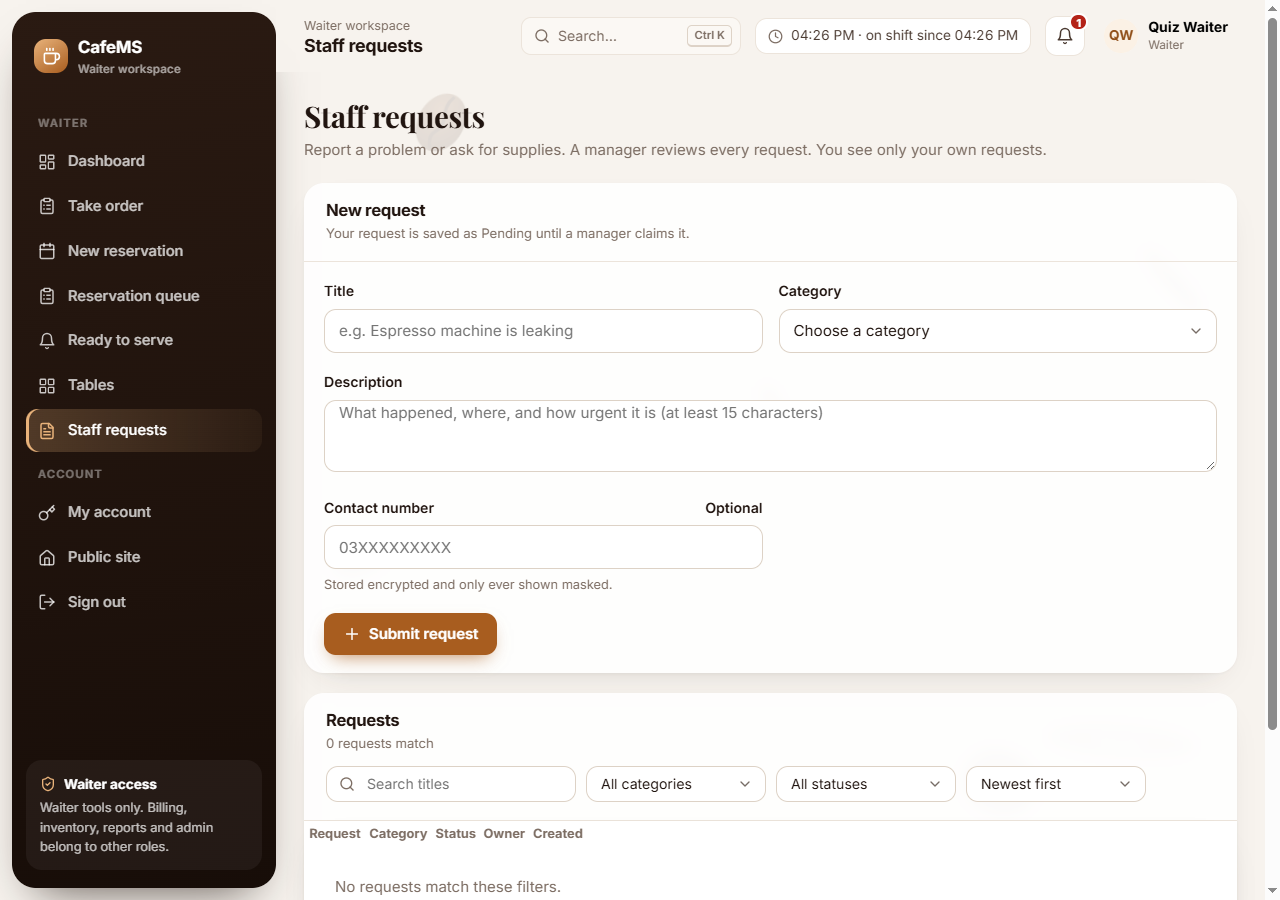 CafeMS
Waiter workspace
WAITER
Dashboard
Take order
New reservation
Reservation queue
Ready to serve
Tables
Staff requests
ACCOUNT
My account
Public site
Sign out
Waiter access
Waiter tools only. Billing,
inventory, reports and admin
belong to other roles.
Waiter workspace
Staff requests
Search...
Ctrl K
04:26 PM · on shift since 04:26 PM
1
QW
Quiz Waiter
Waiter
Staff requests
Report a problem or ask for supplies. A manager reviews every request. You see only your own requests.
New request
Your request is saved as Pending until a manager claims it.
Title
Category
e.g. Espresso machine is leaking
Choose a category
Description
What happened, where, and how urgent it is (at least 15 characters)
Contact number
Optional
03XXXXXXXXX
Stored encrypted and only ever shown masked.
Submit request
Requests
0 requests match
Search titles
All categories
All statuses
Newest first
Request Category Status Owner Created
No requests match these filters.